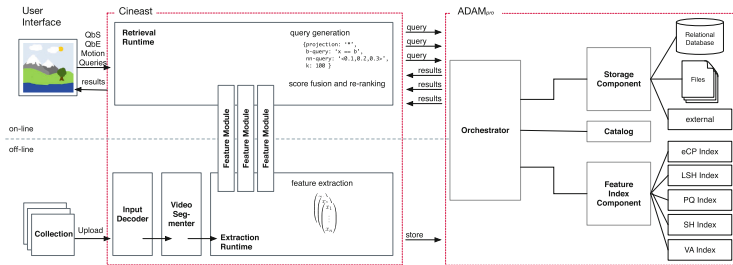 User
Interface
QbS
QbE
Motion
Queries
results
on-line
off-line
Collection
Upload
Cineast
Retrieval
Runtime
query generation
{projection: '*',
b-query: 'x == b',
nn-query: '<0.1,0.2,0.3>',
k: 100 }
score fusion and re-ranking
Feature Module
Feature Module
Feature Module
Input
Decoder
Video
Seg-
menter
feature extraction
x₁
xₙ
Extraction
Runtime
query
query
query
results
results
results
store
ADAMpro
Orchestrator
Storage
Component
Catalog
Feature
Index
Component
Relational
Database
Files
external
eCP Index
LSH Index
PQ Index
SH Index
VA Index